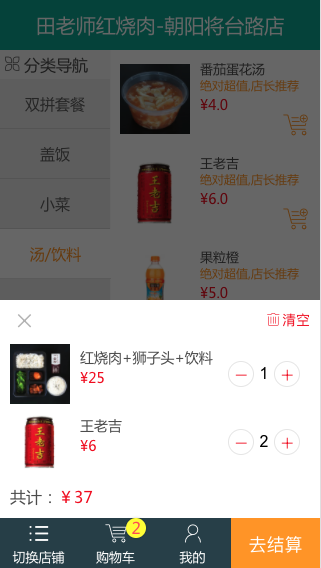 田老师红烧肉-朝阳将台路店
分类导航
双拼套餐
盖饭
小菜
汤/饮料
番茄蛋花汤
绝对超值,店长推荐
¥4.0
王老吉
绝对超值,店长推荐
¥6.0
果粒橙
绝对超值,店长推荐
¥5.0
清空
红烧肉+狮子头+饮料
¥25
1
王老吉
王老吉
¥6
2
共计：¥37
切换店铺
购物车
2
我的
去结算